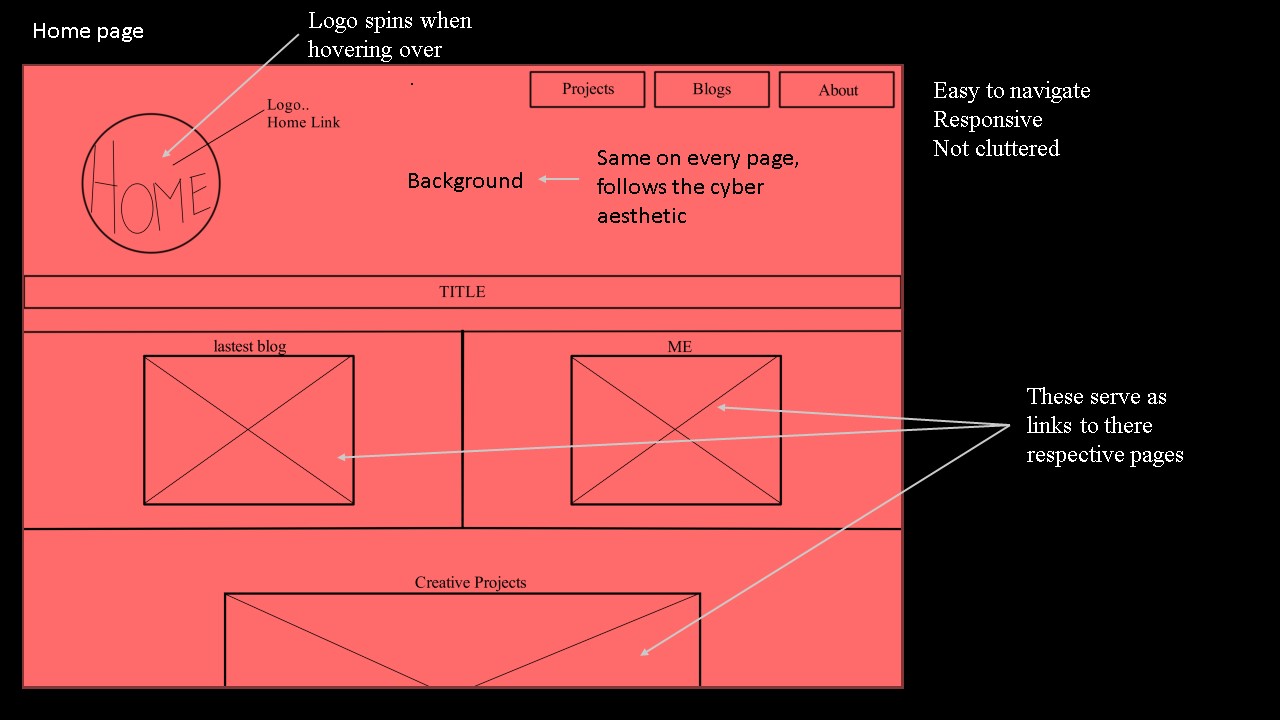 Home page
Logo spins when
hovering over
Projects
Blogs
About
Easy to navigate
Responsive
Not cluttered
Logo..
Home Link
HOME
Background
Same on every page,
follows the cyber
aesthetic
TITLE
lastest blog
ME
These serve as
links to there
respective pages
Creative Projects